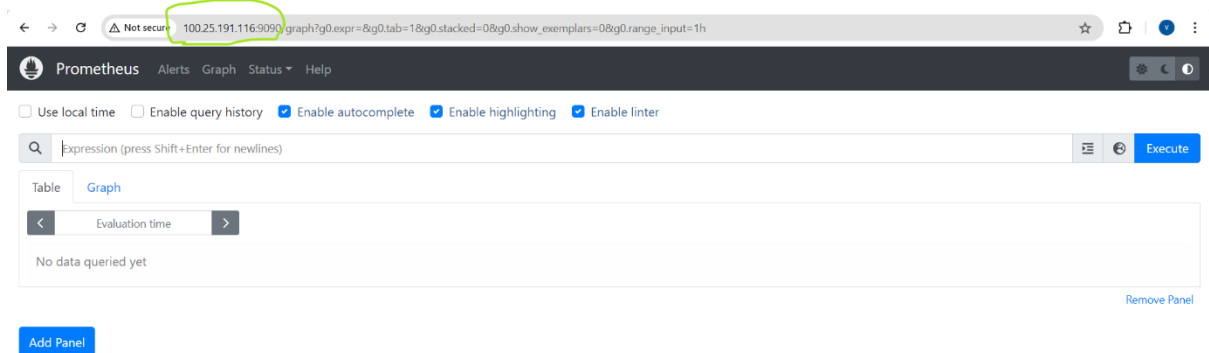 Not secure 100.25.191.116:9090/graph?g0.expr=&g0.tab=1&g0.stacked=0&g0.show_exemplars=0&g0.range_input=1h
V
Prometheus Alerts Graph Status Help
Use local time Enable query history Enable autocomplete Enable highlighting Enable linter
Expression (press Shift+Enter for newlines) Execute
Table Graph
Evaluation time
No data queried yet
Remove Panel
Add Panel